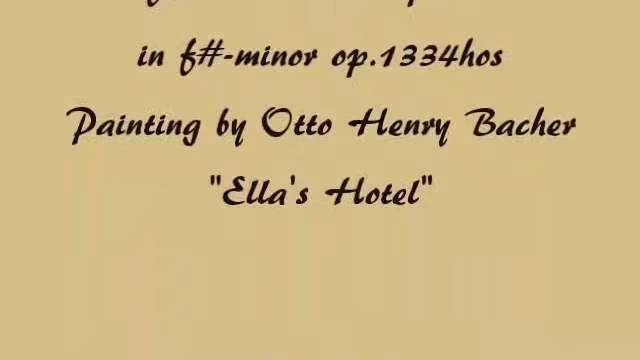 in f#-minor op.1334hos
Painting by Otto Henry Bacher
"Ella's Hotel"